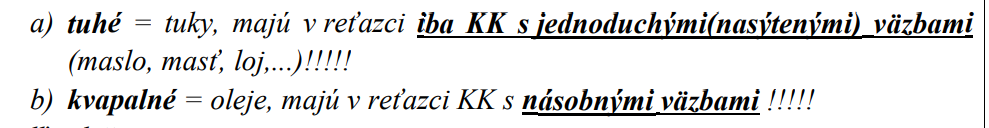 a) tuhé = tuky, majú v reťazci iba KK s jednoduchými(nasýtenými) väzbami
(maslo, masť, loj,...)!!!!!
b) kvapalné = oleje, majú v reťazci KK s násobnými väzbami !!!!!